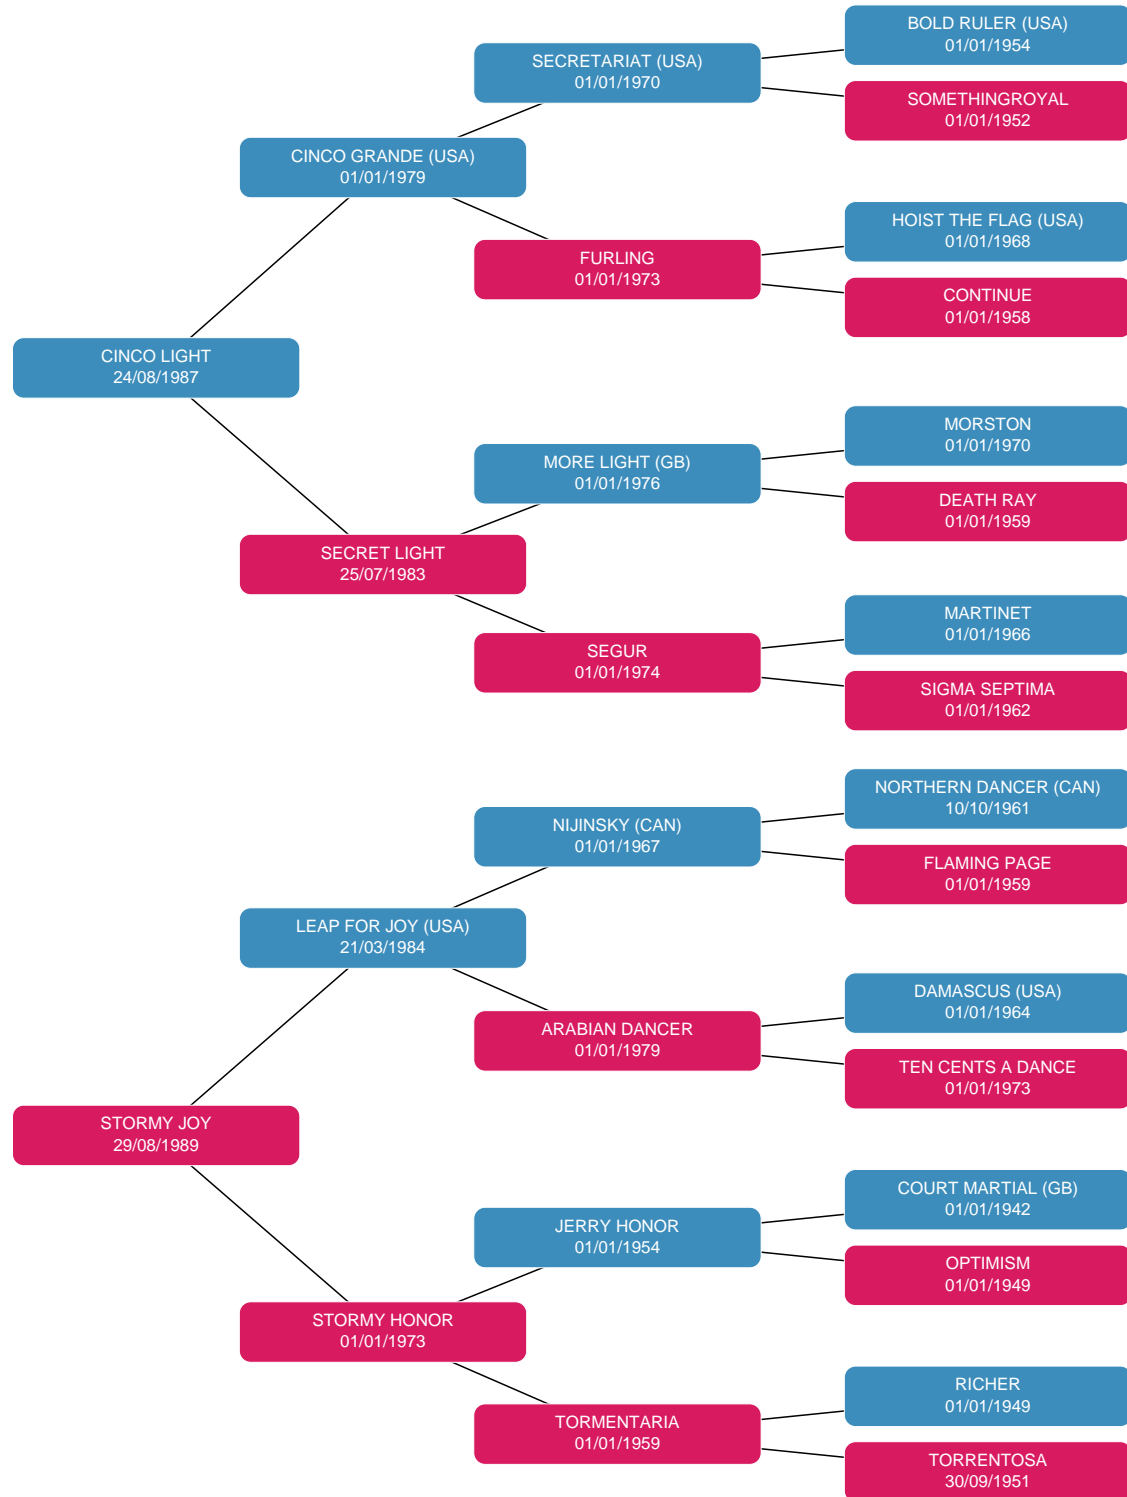 BOLD RULER (USA)
01/01/1954
SECRETARIAT (USA)
01/01/1970
SOMETHINGROYAL
01/01/1952
CINCO GRANDE (USA)
01/01/1979
HOIST THE FLAG (USA)
01/01/1968
FURLING
01/01/1973
CONTINUE
01/01/1958
CINCO LIGHT
24/08/1987
MORSTON
01/01/1970
MORE LIGHT (GB)
01/01/1976
DEATH RAY
01/01/1959
SECRET LIGHT
25/07/1983
MARTINET
01/01/1966
SEGUR
01/01/1974
SIGMA SEPTIMA
01/01/1962
NORTHERN DANCER (CAN)
10/10/1961
NIJINSKY (CAN)
01/01/1967
FLAMING PAGE
01/01/1959
LEAP FOR JOY (USA)
21/03/1984
DAMASCUS (USA)
01/01/1964
ARABIAN DANCER
01/01/1979
TEN CENTS A DANCE
01/01/1973
STORMY JOY
29/08/1989
COURT MARTIAL (GB)
01/01/1942
JERRY HONOR
01/01/1954
OPTIMISM
01/01/1949
STORMY HONOR
01/01/1973
RICHER
01/01/1949
TORMENTARIA
01/01/1959
TORRENTOSA
30/09/1951